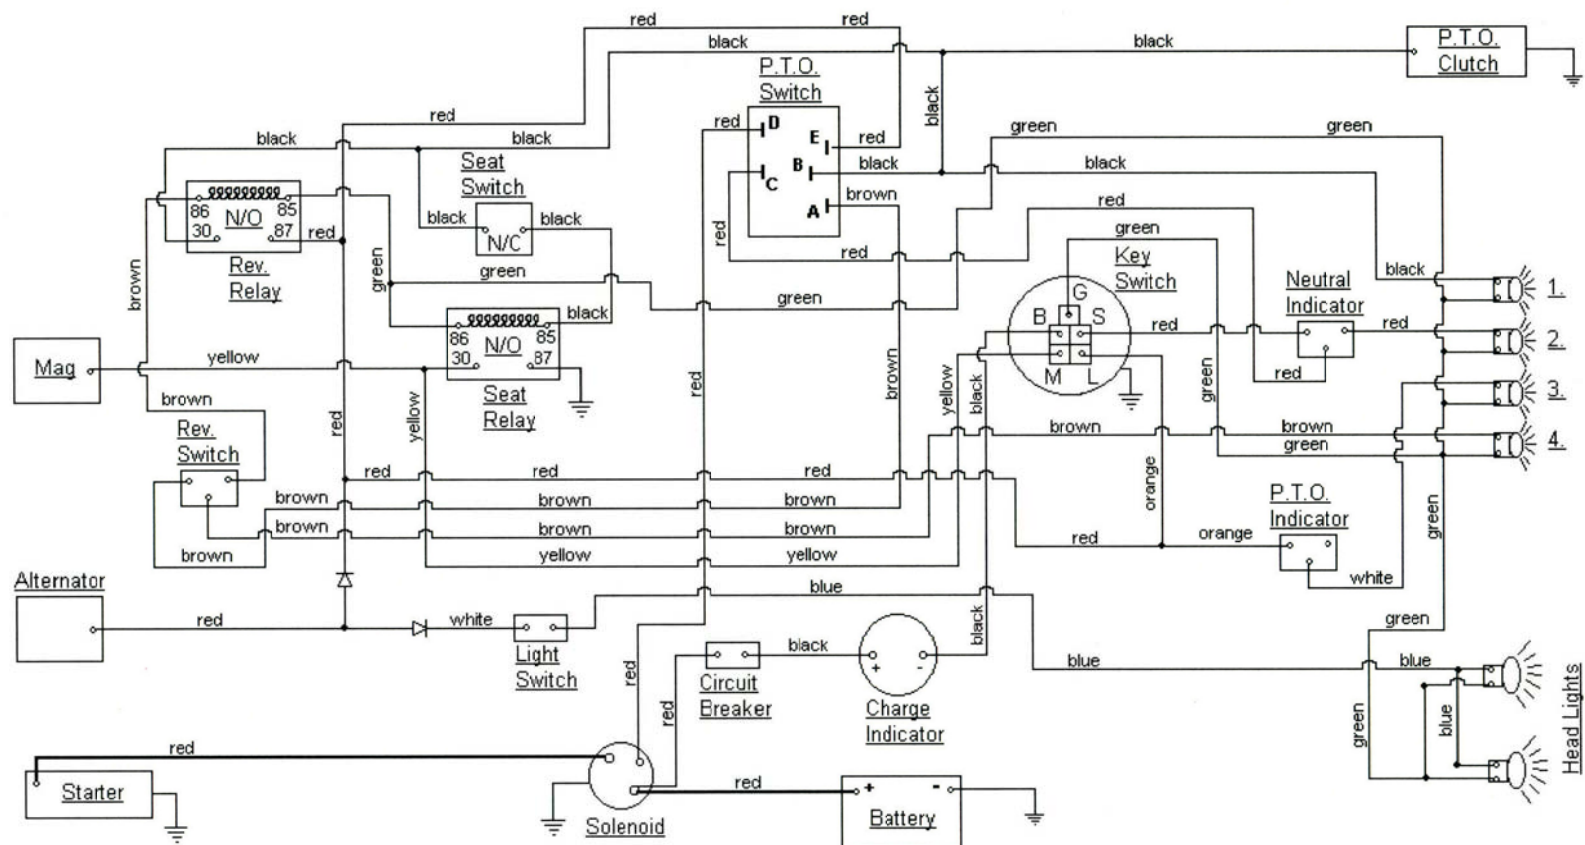 red
red
black
black
P.T.O.
Clutch
P.T.O.
Switch
red
black
black
red
D
E
red
black
green
green
black
B
black
C
brown
A
Seat
Switch
86
85
N/O
30
87
red
Rev.
Relay
black
black
N/C
red
red
red
green
Key
Switch
G
B
S
M
L
Neutral
Indicator
black
1.
green
brown
green
green
black
86
85
N/O
30
87
Seat
Relay
red
red
2.
red
Mag
yellow
yellow
red
red
brown
yellow
black
green
3.
brown
Rev.
Switch
brown
brown
green
4.
red
red
red
orange
P.T.O.
Indicator
green
brown
brown
brown
brown
brown
brown
brown
yellow
yellow
red
orange
white
Alternator
red
white
Light
Switch
blue
black
green
red
Circuit
Breaker
black
+
-
Charge
Indicator
blue
blue
blue
green
Head Lights
red
red
Starter
Solenoid
red
+
-
Battery